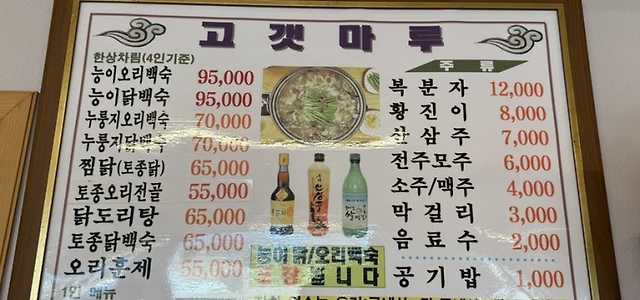 고갯마루
한상차림(4인기준)
능이오리백숙 95,000
능이닭백숙 95,000
누룽지오리백숙 70,000
누룽지닭백숙 70,000
찜닭(토종닭) 65,000
토종오리전골 55,000
닭도리탕 65,000
토종닭백숙 65,000
오리훈제 55,000
1인 메뉴
능이닭/오리백숙
포장됩니다
주류
복분자 12,000
황진이 8,000
산삼주 7,000
전주모주 6,000
소주/맥주 4,000
막걸리 3,000
음료수 2,000
공기밥 1,000